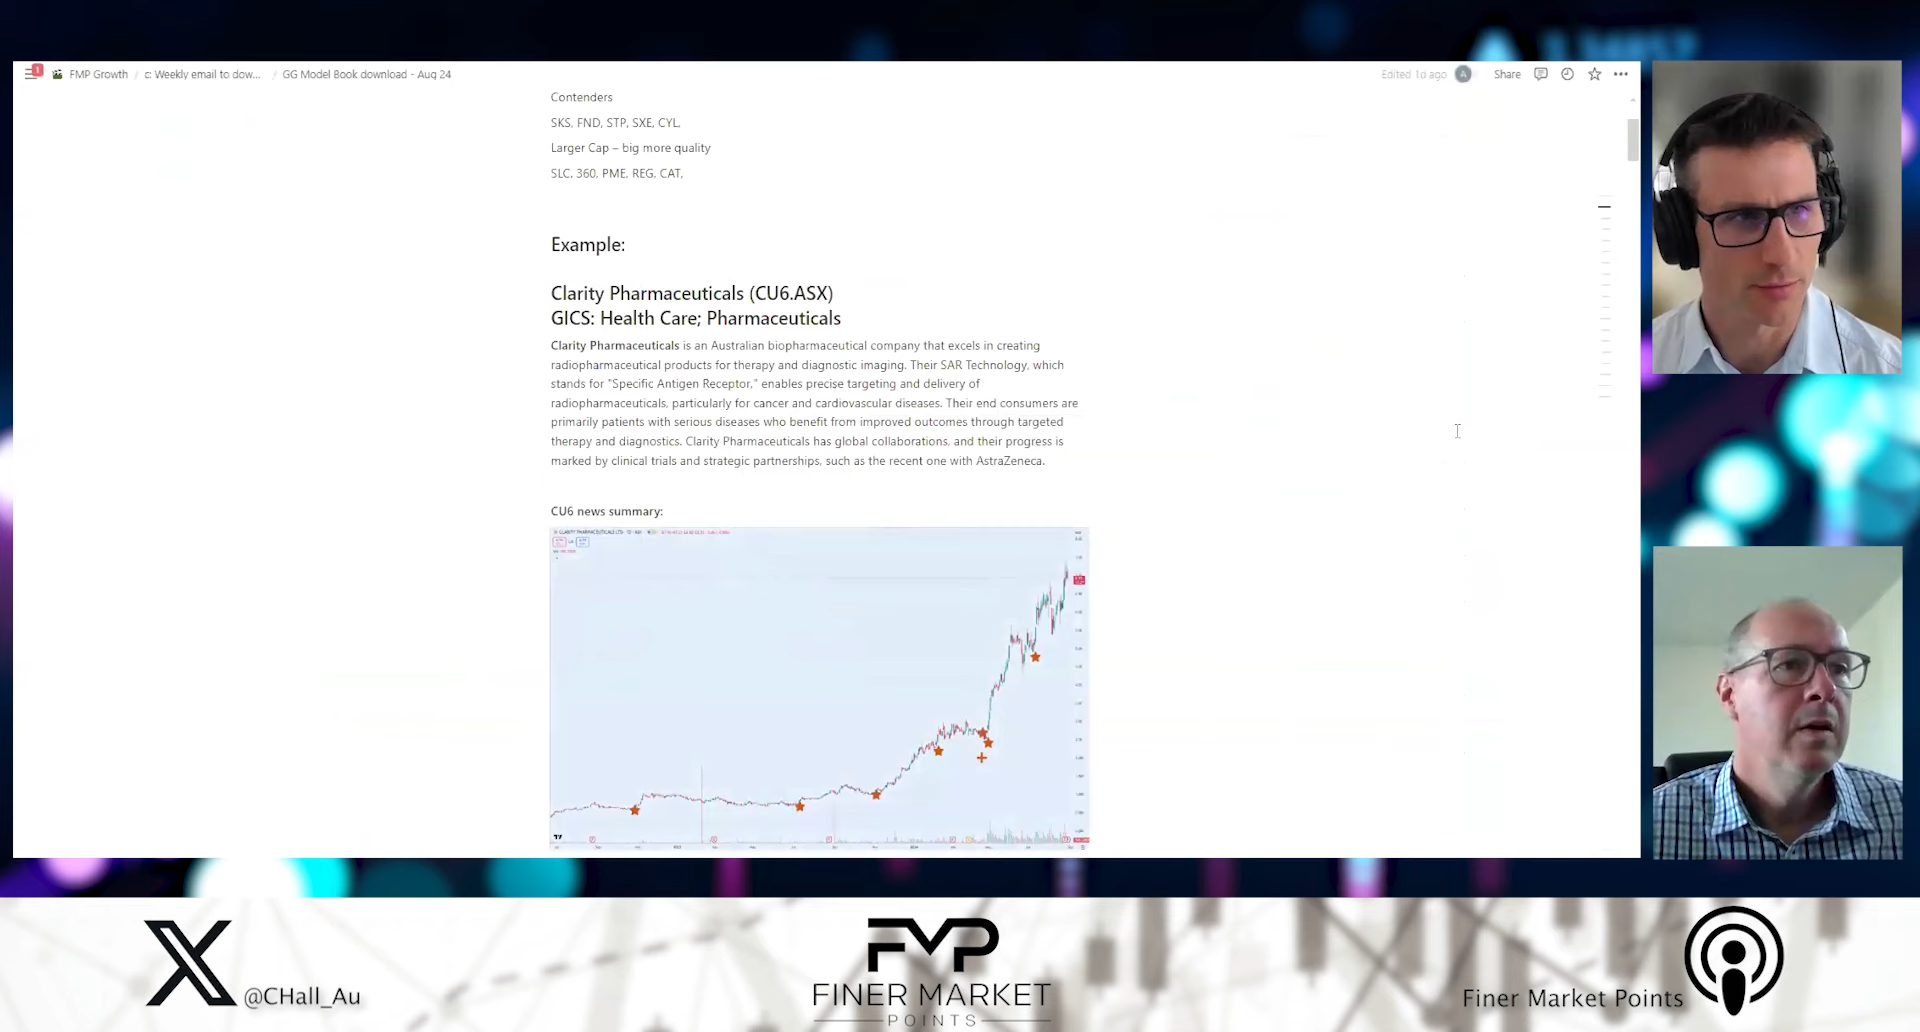 1
FMP Growth / c: Weekly email to dow... / GG Model Book download - Aug 24
Edited 1d ago A Share
Contenders
SKS, FND, STP, SXE, CYL,
Larger Cap – big more quality
SLC, 360, PME, REG, CAT,
Example:
Clarity Pharmaceuticals (CU6.ASX)
GICS: Health Care; Pharmaceuticals
Clarity Pharmaceuticals is an Australian biopharmaceutical company that excels in creating
radiopharmaceutical products for therapy and diagnostic imaging. Their SAR Technology, which
stands for "Specific Antigen Receptor," enables precise targeting and delivery of
radiopharmaceuticals, particularly for cancer and cardiovascular diseases. Their end consumers are
primarily patients with serious diseases who benefit from improved outcomes through targeted
therapy and diagnostics. Clarity Pharmaceuticals has global collaborations, and their progress is
marked by clinical trials and strategic partnerships, such as the recent one with AstraZeneca.
CU6 news summary:
X @CHall_Au
FMP
FINER MARKET
POINTS
Finer Market Points